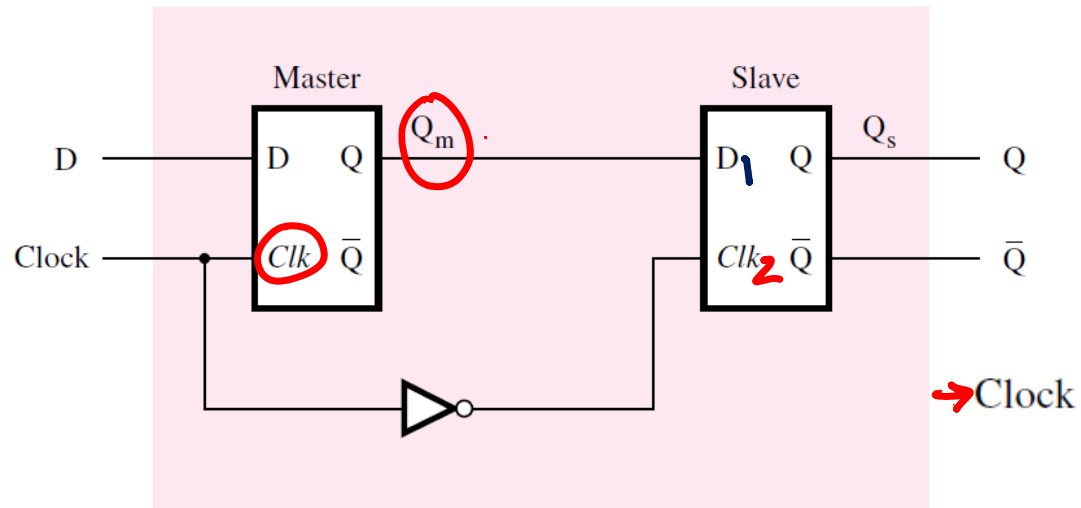 Master
Slave
Qₘ
Qₛ
D
D Q
D1 Q
Q
Clock
Clk Q̅
Clk2 Q̅
Q̅
→Clock